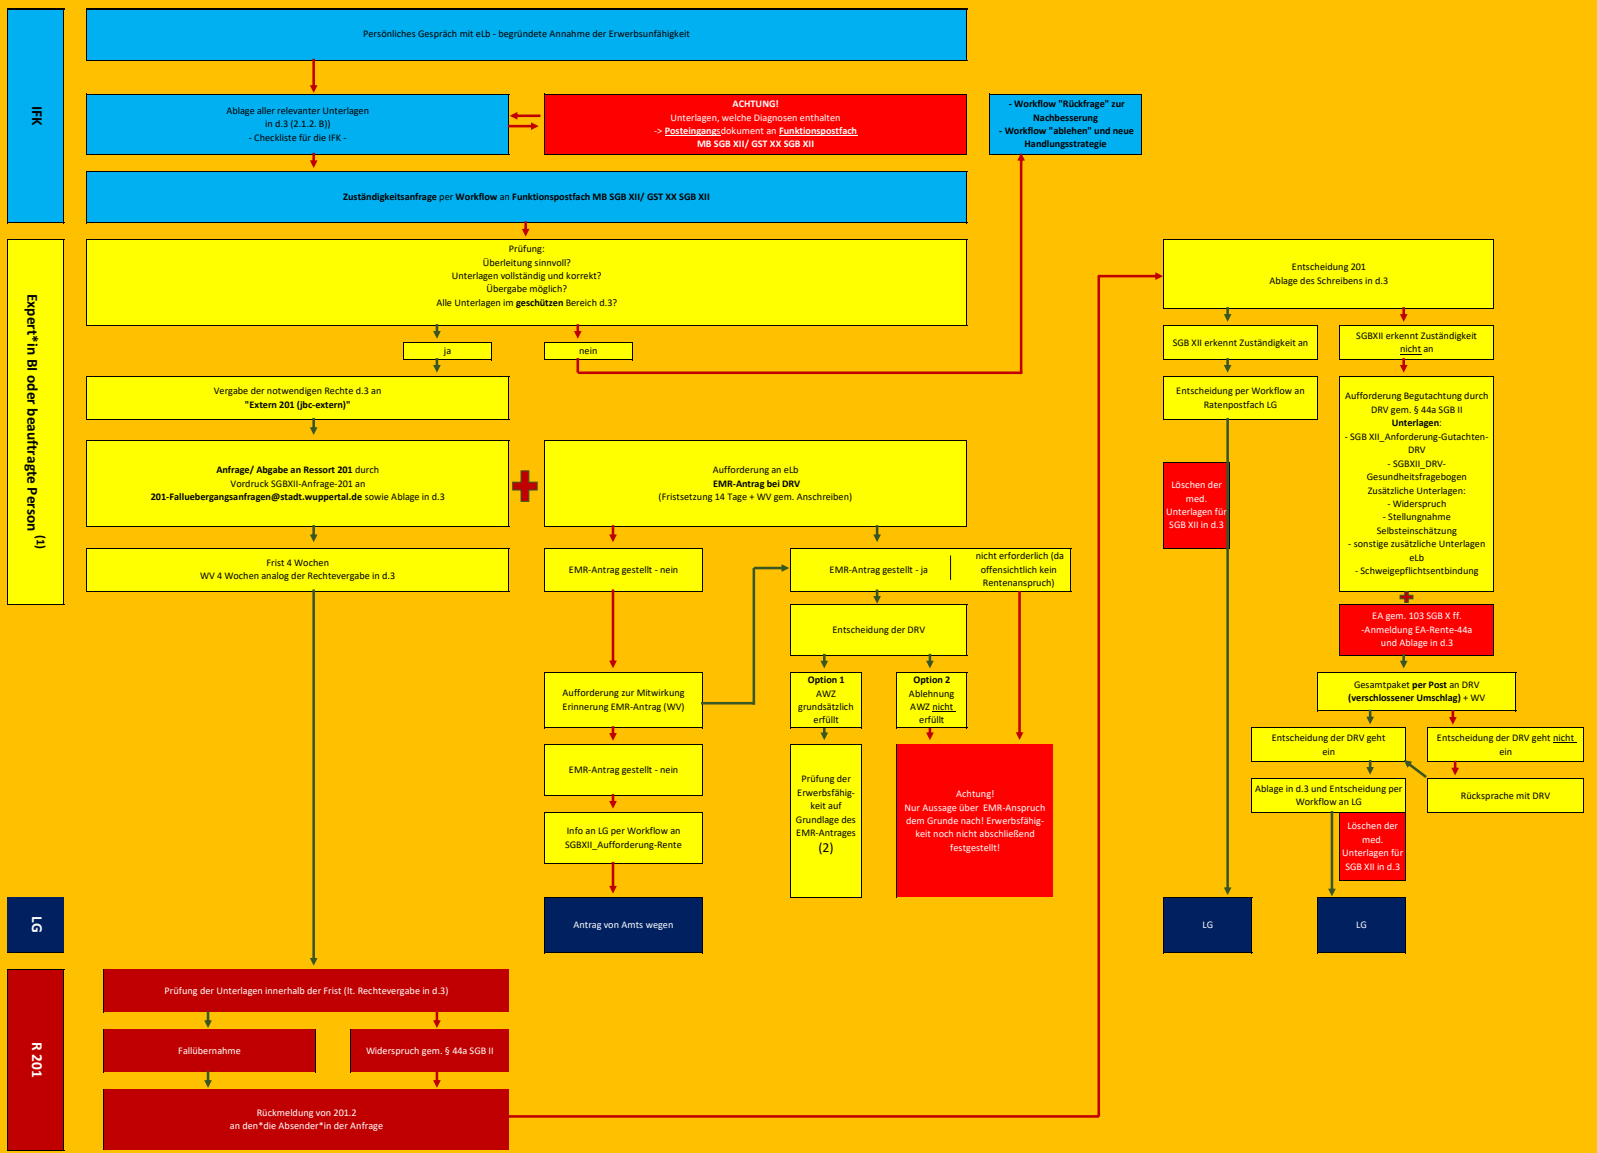 IFK
Persönliches Gespräch mit eLb - begründete Annahme der Erwerbsunfähigkeit
Ablage aller relevanter Unterlagen
in d.3 (2.1.2. B))
- Checkliste für die IFK -
ACHTUNG!
Unterlagen, welche Diagnosen enthalten
-> Posteingangsdokument an Funktionspostfach
MB SGB XII/ GST XX SGB XII
- Workflow "Rückfrage" zur
Nachbesserung
- Workflow "ablehen" und neue
Handlungsstrategie
Zuständigkeitsanfrage per Workflow an Funktionspostfach MB SGB XII/ GST XX SGB XII
Expert*in BI oder beauftragte Person (1)
Prüfung:
Überleitung sinnvoll?
Unterlagen vollständig und korrekt?
Übergabe möglich?
Alle Unterlagen im geschützen Bereich d.3?
ja
nein
Vergabe der notwendigen Rechte d.3 an
"Extern 201 (jbc-extern)"
Anfrage/ Abgabe an Ressort 201 durch
Vordruck SGBXII-Anfrage-201 an
201-Falluebergangsanfragen@stadt.wuppertal.de sowie Ablage in d.3
Aufforderung an eLb
EMR-Antrag bei DRV
(Fristsetzung 14 Tage + WV gem. Anschreiben)
Frist 4 Wochen
WV 4 Wochen analog der Rechtevergabe in d.3
EMR-Antrag gestellt - nein
EMR-Antrag gestellt - ja
nicht erforderlich (da
offensichtlich kein
Rentenanspruch)
Entscheidung der DRV
Aufforderung zur Mitwirkung
Erinnerung EMR-Antrag (WV)
Option 1
AWZ
grundsätzlich
erfüllt
Option 2
Ablehnung
AWZ nicht
erfüllt
EMR-Antrag gestellt - nein
Info an LG per Workflow an
SGBXII_Aufforderung-Rente
Prüfung der
Erwerbsfähig-
keit auf
Grundlage des
EMR-Antrages
(2)
Achtung!
Nur Aussage über EMR-Anspruch
dem Grunde nach! Erwerbsfähig-
keit noch nicht abschließend
festgestellt!
Entscheidung 201
Ablage des Schreibens in d.3
SGB XII erkennt Zuständigkeit an
SGBXII erkennt Zuständigkeit
nicht an
Entscheidung per Workflow an
Ratenpostfach LG
Löschen der
med.
Unterlagen für
SGB XII in d.3
Aufforderung Begutachtung durch
DRV gem. § 44a SGB II
Unterlagen:
- SGB XII_Anforderung-Gutachten-
DRV
- SGBXII_DRV-
Gesundheitsfragebogen
Zusätzliche Unterlagen:
- Widerspruch
- Stellungnahme
Selbsteinschätzung
- sonstige zusätzliche Unterlagen
eLb
- Schweigepflichtsentbindung
EA gem. 103 SGB X ff.
-Anmeldung EA-Rente-44a
und Ablage in d.3
Gesamtpaket per Post an DRV
(verschlossener Umschlag) + WV
Entscheidung der DRV geht
ein
Entscheidung der DRV geht nicht
ein
Ablage in d.3 und Entscheidung per
Workflow an LG
Rücksprache mit DRV
Löschen der
med.
Unterlagen für
SGB XII in d.3
LG
Antrag von Amts wegen
LG
LG
R 201
Prüfung der Unterlagen innerhalb der Frist (lt. Rechtevergabe in d.3)
Fallübernahme
Widerspruch gem. § 44a SGB II
Rückmeldung von 201.2
an den*die Absender*in der Anfrage